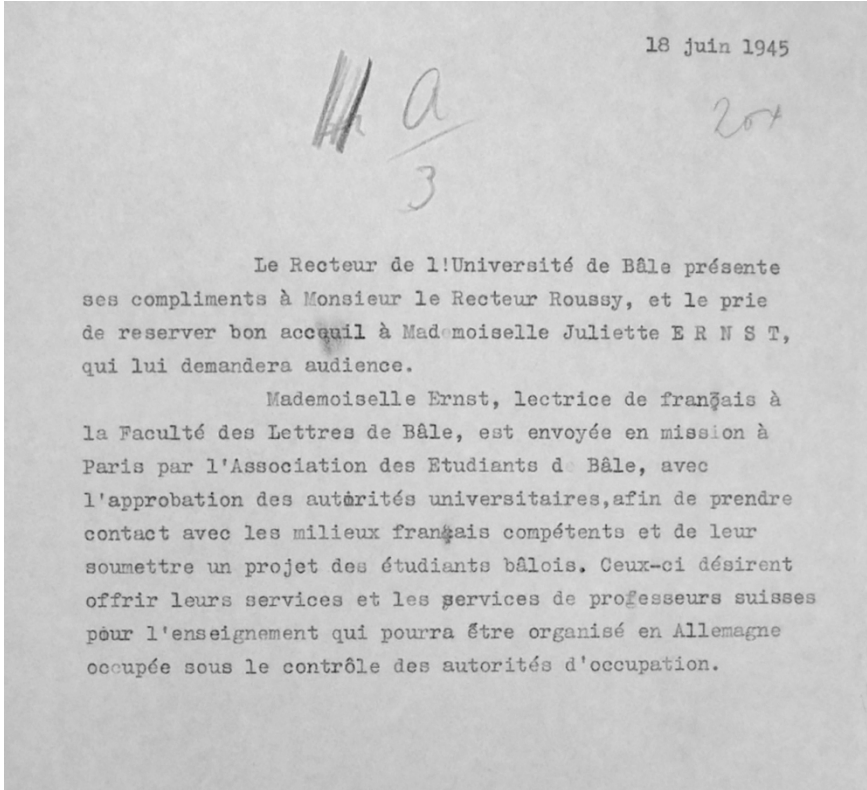 18 juin 1945
a
3
Le Recteur de l'Université de Bâle présente
ses compliments à Monsieur le Recteur Roussy, et le prie
de reserver bon accquil à Mademoiselle Juliette E R N S T,
qui lui demandera audience.
Mademoiselle Ernst, lectrice de français à
la Faculté des Lettres de Bâle, est envoyée en mission à
Paris par l'Association des Etudiants de Bâle, avec
l'approbation des autorités universitaires,afin de prendre
contact avec les milieux français compétents et de leur
soumettre un projet des étudiants bâlois. Ceux-ci désirent
offrir leurs services et les services de professeurs suisses
pour l'enseignement qui pourra être organisé en Allemagne
occupée sous le contrôle des autorités d'occupation.